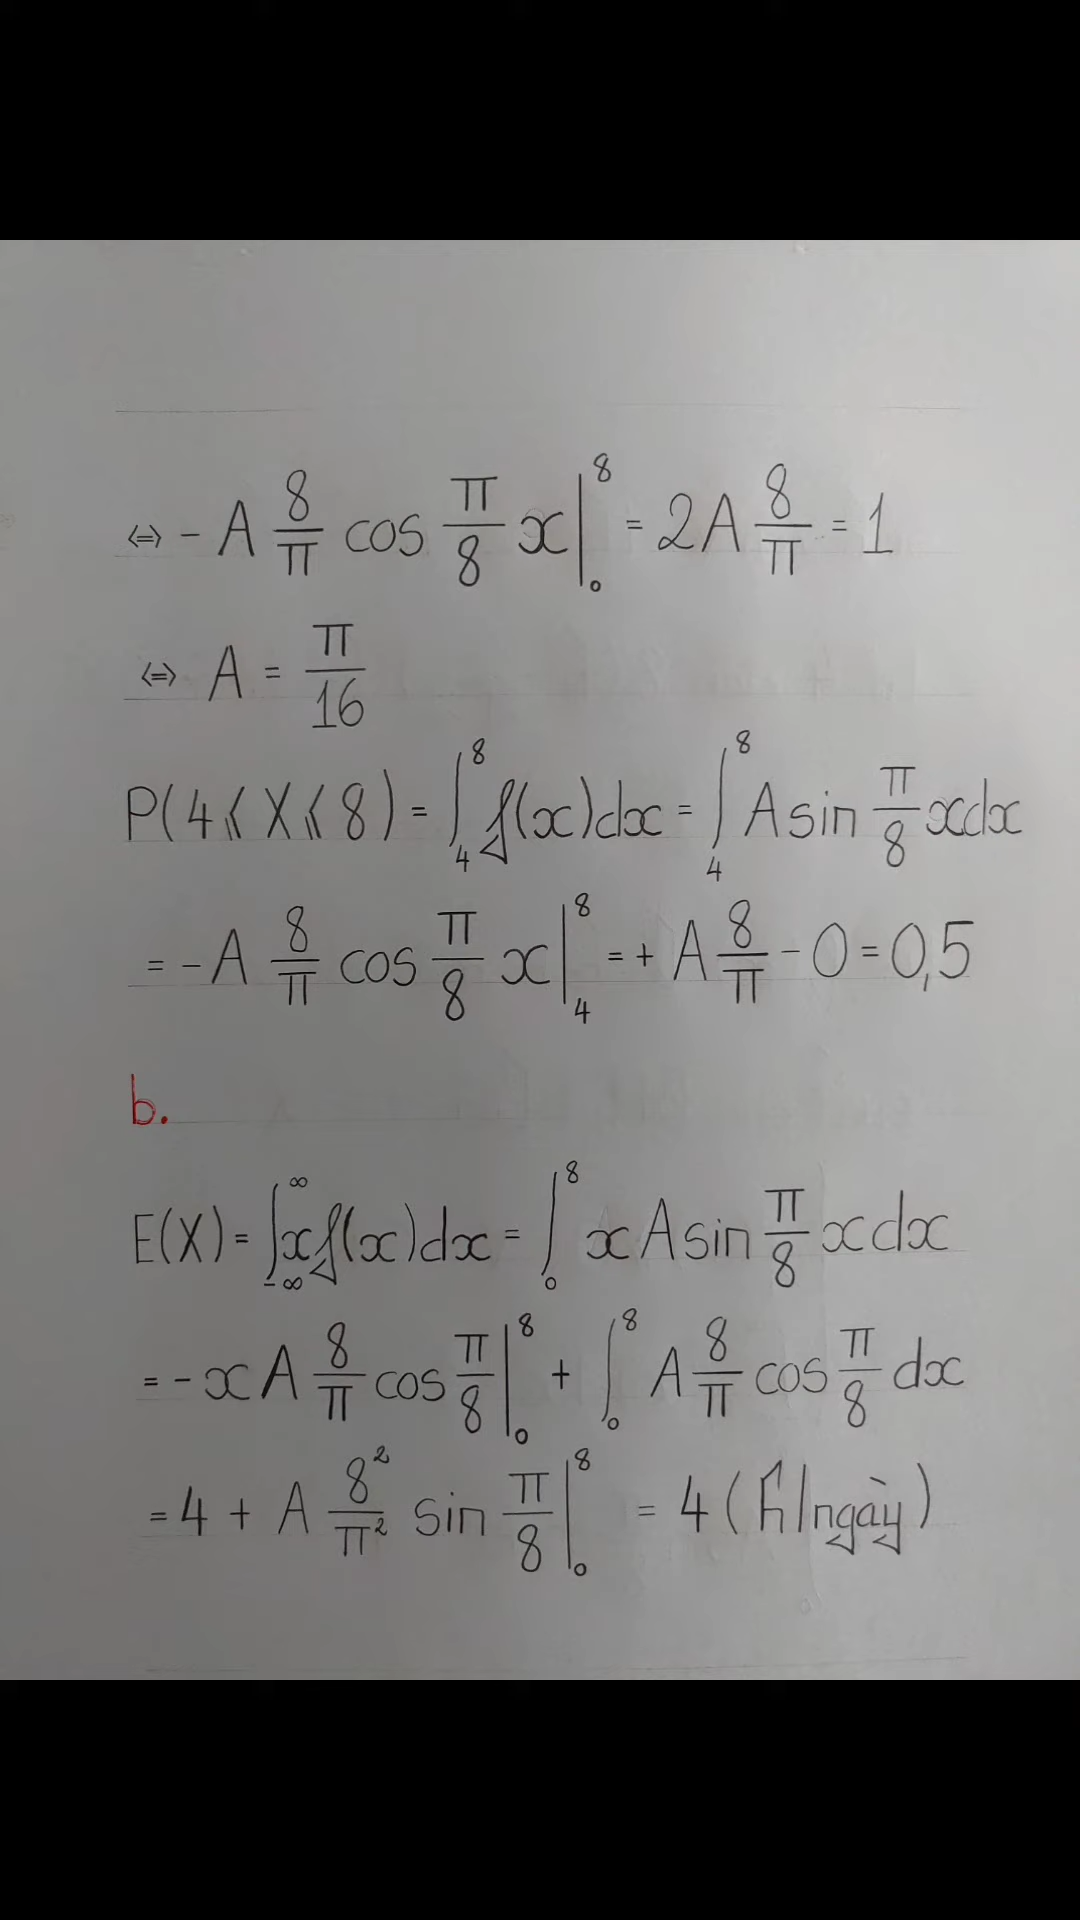 ⇔ - A 8/π cos π/8 x |₀⁸ = 2A 8/π = 1
⇔ A = π/16
P(4 ⩽ X ⩽ 8) = ∫₄⁸ f(x)dx = ∫₄⁸ A sin π/8 xdx
= - A 8/π cos π/8 x |₄⁸ = + A 8/π - 0 = 0,5
b.
E(X) = ∫₋∞^∞ xf(x)dx = ∫₀⁸ x A sin π/8 x dx
= - x A 8/π cos π/8 |₀⁸ + ∫₀⁸ A 8/π cos π/8 dx
= 4 + A 8²/π² sin π/8 |₀⁸ = 4 (h/ngày)